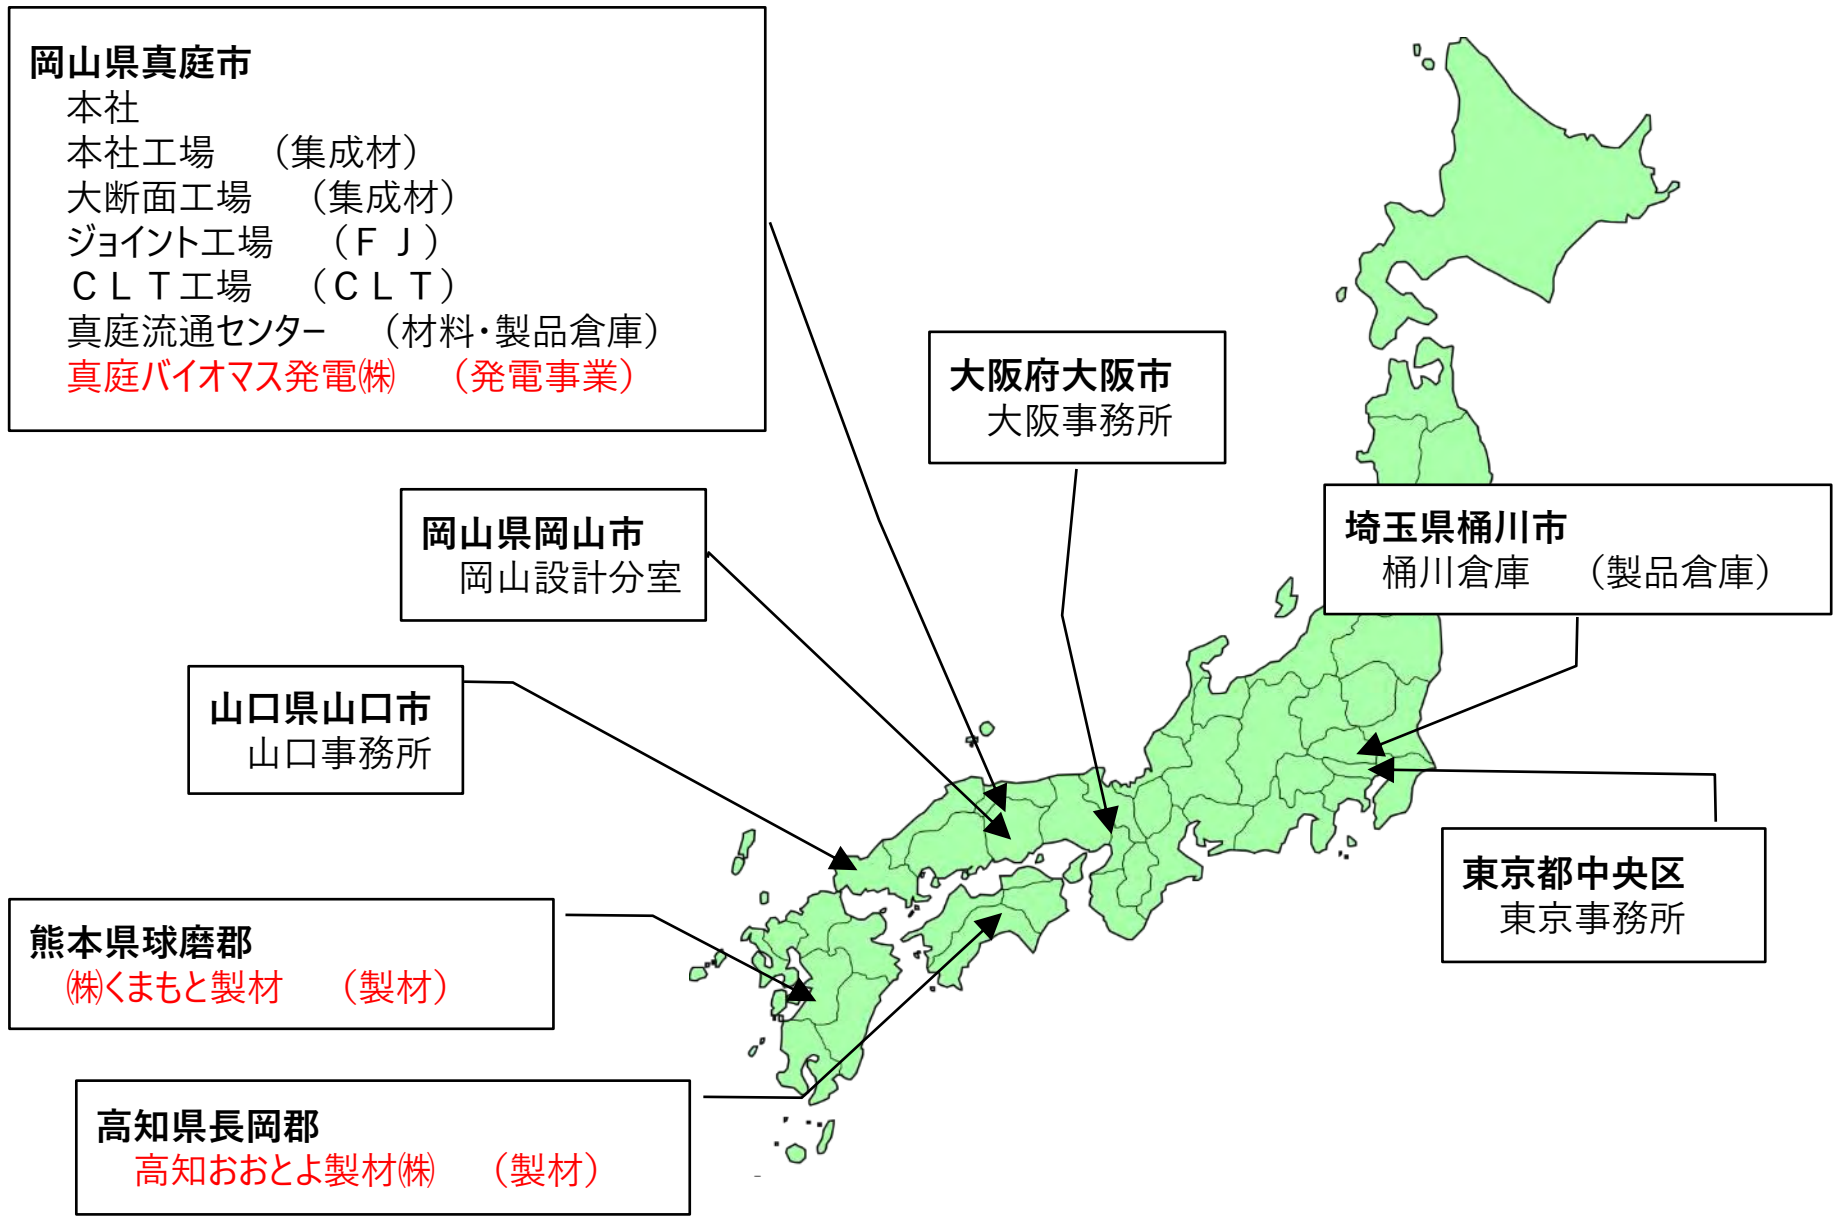 岡山県真庭市
本社
本社工場　（集成材）
大断面工場　（集成材）
ジョイント工場　（ＦＪ）
ＣＬＴ工場　（ＣＬＴ）
真庭流通センター　（材料・製品倉庫）
真庭バイオマス発電㈱　（発電事業）
大阪府大阪市
大阪事務所
岡山県岡山市
岡山設計分室
埼玉県桶川市
桶川倉庫　（製品倉庫）
山口県山口市
山口事務所
東京都中央区
東京事務所
熊本県球磨郡
㈱くまもと製材　（製材）
高知県長岡郡
高知おおとよ製材㈱　（製材）